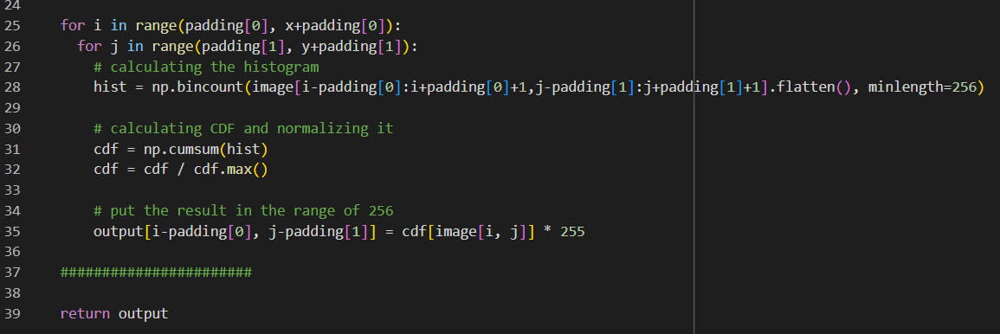 24
25 for i in range(padding[0], x+padding[0]):
26 for j in range(padding[1], y+padding[1]):
27 # calculating the histogram
28 hist = np.bincount(image[i-padding[0]:i+padding[0]+1,j-padding[1]:j+padding[1]+1].flatten(), minlength=256)
29
30 # calculating CDF and normalizing it
31 cdf = np.cumsum(hist)
32 cdf = cdf / cdf.max()
33
34 # put the result in the range of 256
35 output[i-padding[0], j-padding[1]] = cdf[image[i, j]] * 255
36
37 #######################
38
39 return output